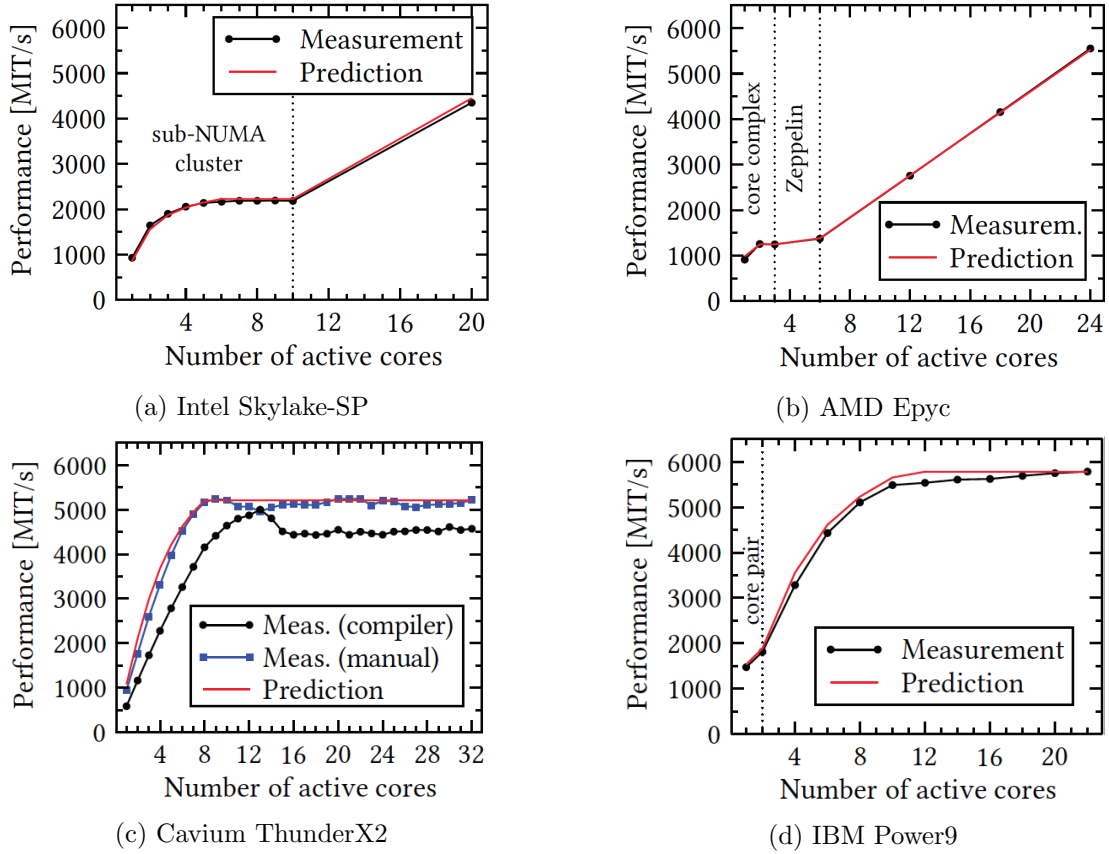 Performance [MIT/s]
6000
5000
4000
3000
2000
1000
0
Measurement
Prediction
sub-NUMA
cluster
4 8 12 16 20
Number of active cores
(a) Intel Skylake-SP
Performance [MIT/s]
6000
5000
4000
3000
2000
1000
0
core complex
Zeppelin
Measurem.
Prediction
4 8 12 16 20 24
Number of active cores
(b) AMD Epyc
Performance [MIT/s]
6000
5000
4000
3000
2000
1000
0
Meas. (compiler)
Meas. (manual)
Prediction
4 8 12 16 20 24 28 32
Number of active cores
(c) Cavium ThunderX2
Performance [MIT/s]
6000
5000
4000
3000
2000
1000
0
core pair
Measurement
Prediction
4 8 12 16 20
Number of active cores
(d) IBM Power9